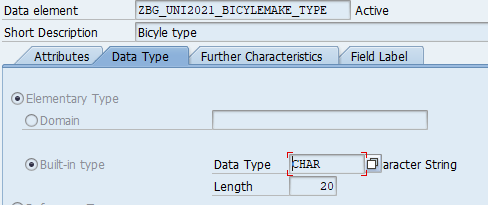 Data element ZBG_UNI2021_BICYLEMAKE_TYPE Active
Short Description Bicyle type
Attributes Data Type Further Characteristics Field Label
Elementary Type
Domain
Built-in type Data Type CHAR aracter String
Length 20